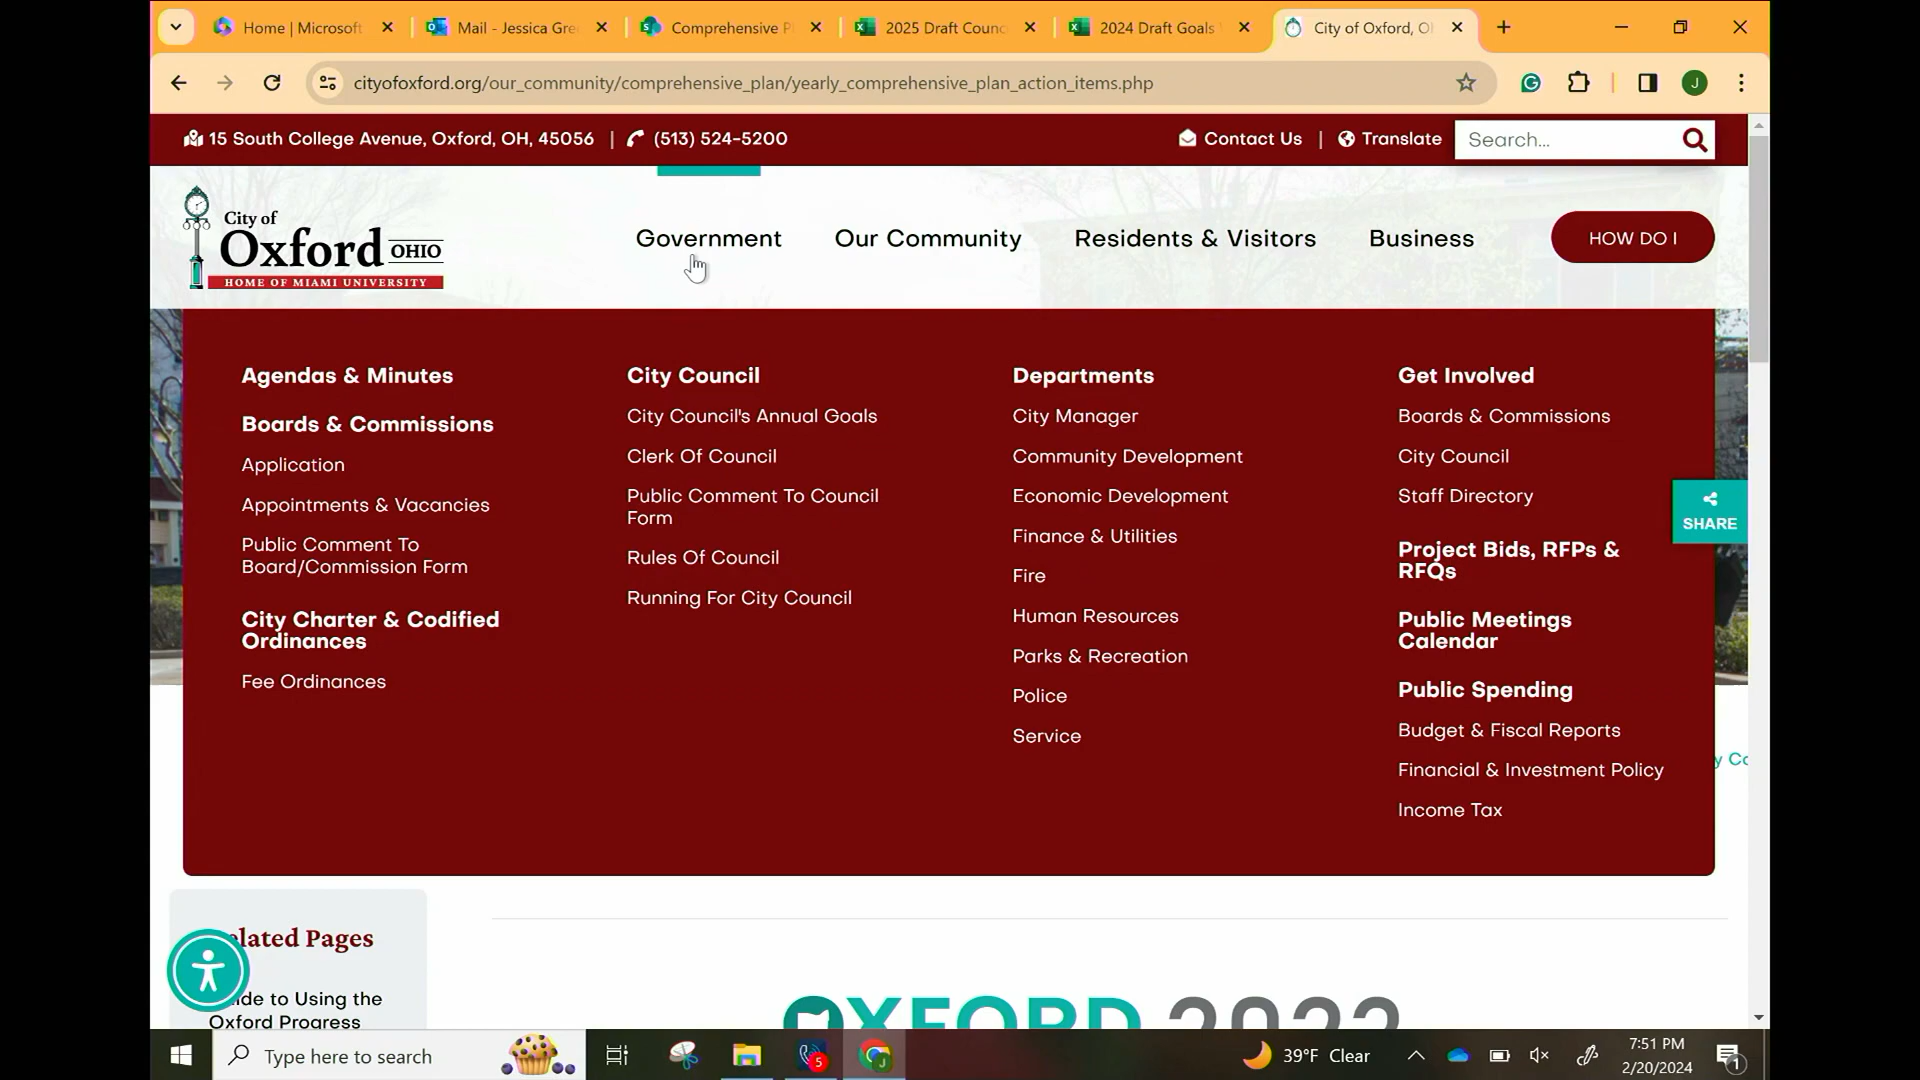 Home | Microsoft
Mail - Jessica Gre
Comprehensive P
2025 Draft Counc
2024 Draft Goals
City of Oxford, O
cityofoxford.org/our_community/comprehensive_plan/yearly_comprehensive_plan_action_items.php
15 South College Avenue, Oxford, OH, 45056 | (513) 524-5200
Contact Us | Translate
Search...
City of
Oxford OHIO
HOME OF MIAMI UNIVERSITY
Government
Our Community
Residents & Visitors
Business
HOW DO I
Agendas & Minutes
Boards & Commissions
Application
Appointments & Vacancies
Public Comment To
Board/Commission Form
City Charter & Codified
Ordinances
Fee Ordinances
City Council
City Council's Annual Goals
Clerk Of Council
Public Comment To Council
Form
Rules Of Council
Running For City Council
Departments
City Manager
Community Development
Economic Development
Finance & Utilities
Fire
Human Resources
Parks & Recreation
Police
Service
Get Involved
Boards & Commissions
City Council
Staff Directory
Project Bids, RFPs &
RFQs
Public Meetings
Calendar
Public Spending
Budget & Fiscal Reports
Financial & Investment Policy
Income Tax
SHARE
y Co
elated Pages
ide to Using the
Oxford Progress
OXFORD 2022
Type here to search
5
J
39°F Clear
7:51 PM
2/20/2024
1